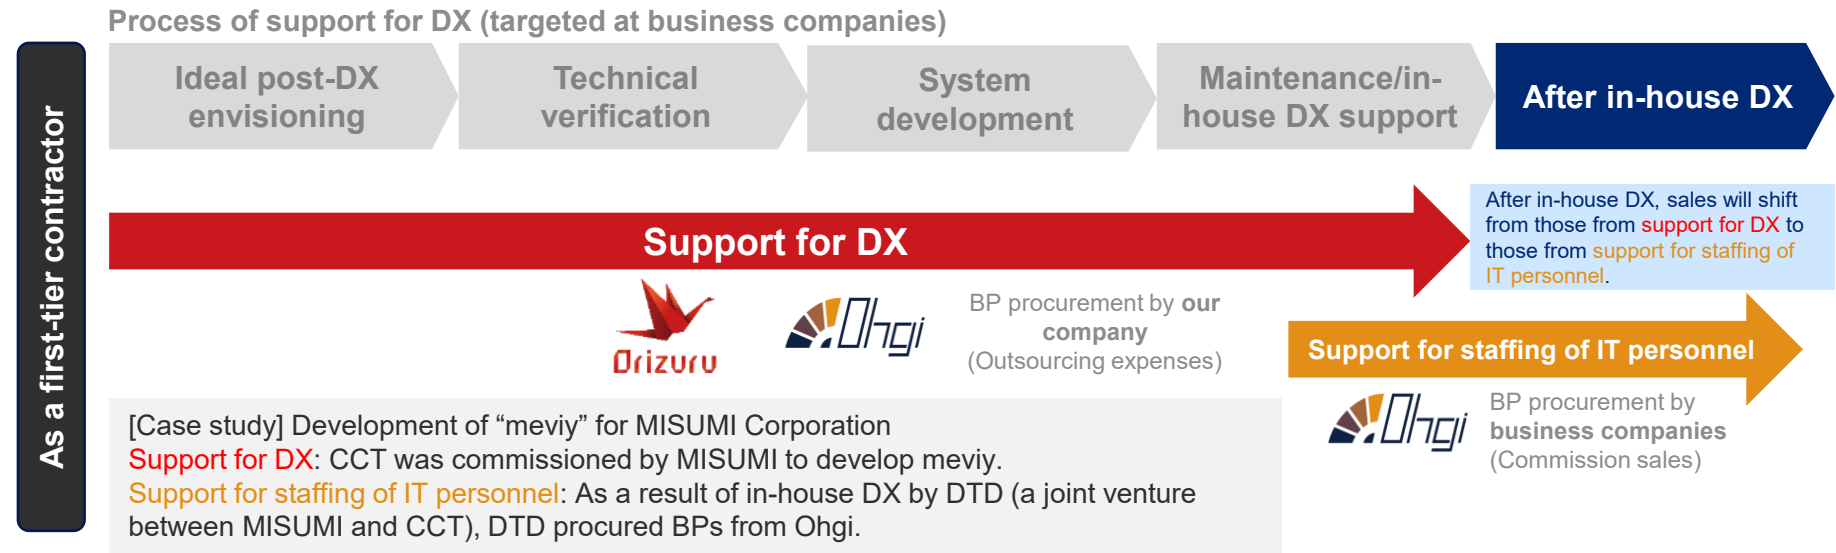 Process of support for DX (targeted at business companies)
As a first-tier contractor
Ideal post-DX
envisioning
Technical
verification
System
development
Maintenance/in-
house DX support
After in-house DX
Support for DX
After in-house DX, sales will shift
from those from support for DX to
those from support for staffing of
IT personnel.
Orizuru
Ohgi
BP procurement by our
company
(Outsourcing expenses)
Support for staffing of IT personnel
Ohgi
BP procurement by
business companies
(Commission sales)
[Case study] Development of “meviy” for MISUMI Corporation
Support for DX: CCT was commissioned by MISUMI to develop meviy.
Support for staffing of IT personnel: As a result of in-house DX by DTD (a joint venture
between MISUMI and CCT), DTD procured BPs from Ohgi.